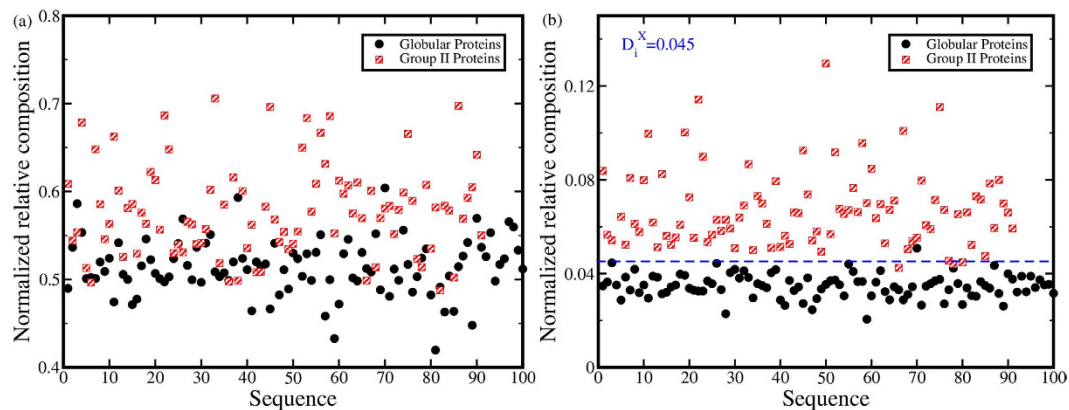 (a)
Normalized relative composition
0.8
0.7
0.6
0.5
0.4
Globular Proteins
Group II Proteins
0 10 20 30 40 50 60 70 80 90 100
Sequence
(b)
Normalized relative composition
0.12
0.08
0.04
0
D_i^X=0.045
Globular Proteins
Group II Proteins
0 10 20 30 40 50 60 70 80 90 100
Sequence